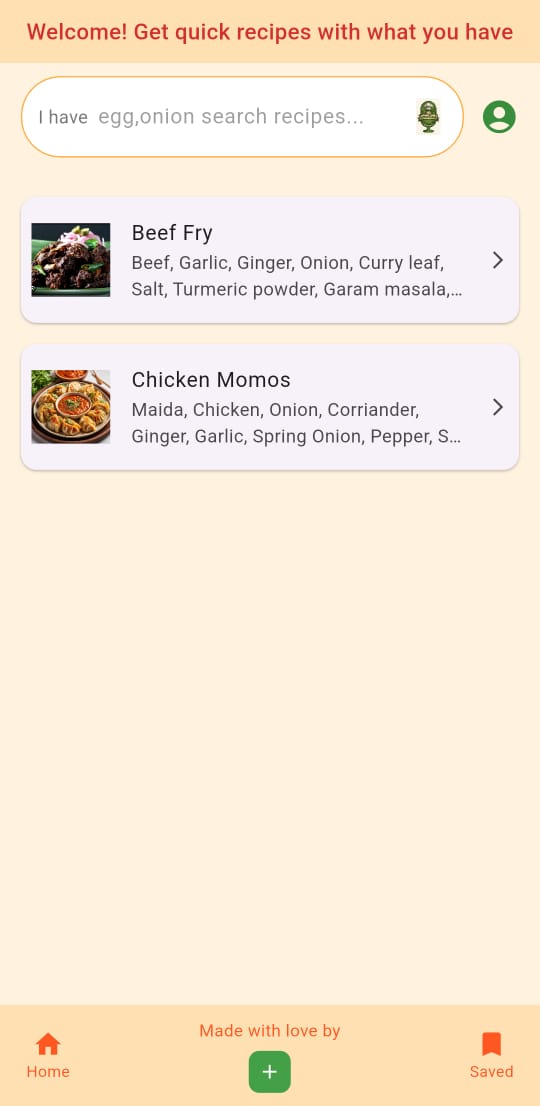 Welcome! Get quick recipes with what you have
I have egg,onion search recipes...
Beef Fry
Beef, Garlic, Ginger, Onion, Curry leaf,
Salt, Turmeric powder, Garam masala,...
Chicken Momos
Maida, Chicken, Onion, Corriander,
Ginger, Garlic, Spring Onion, Pepper, S...
Made with love by
Home
Saved